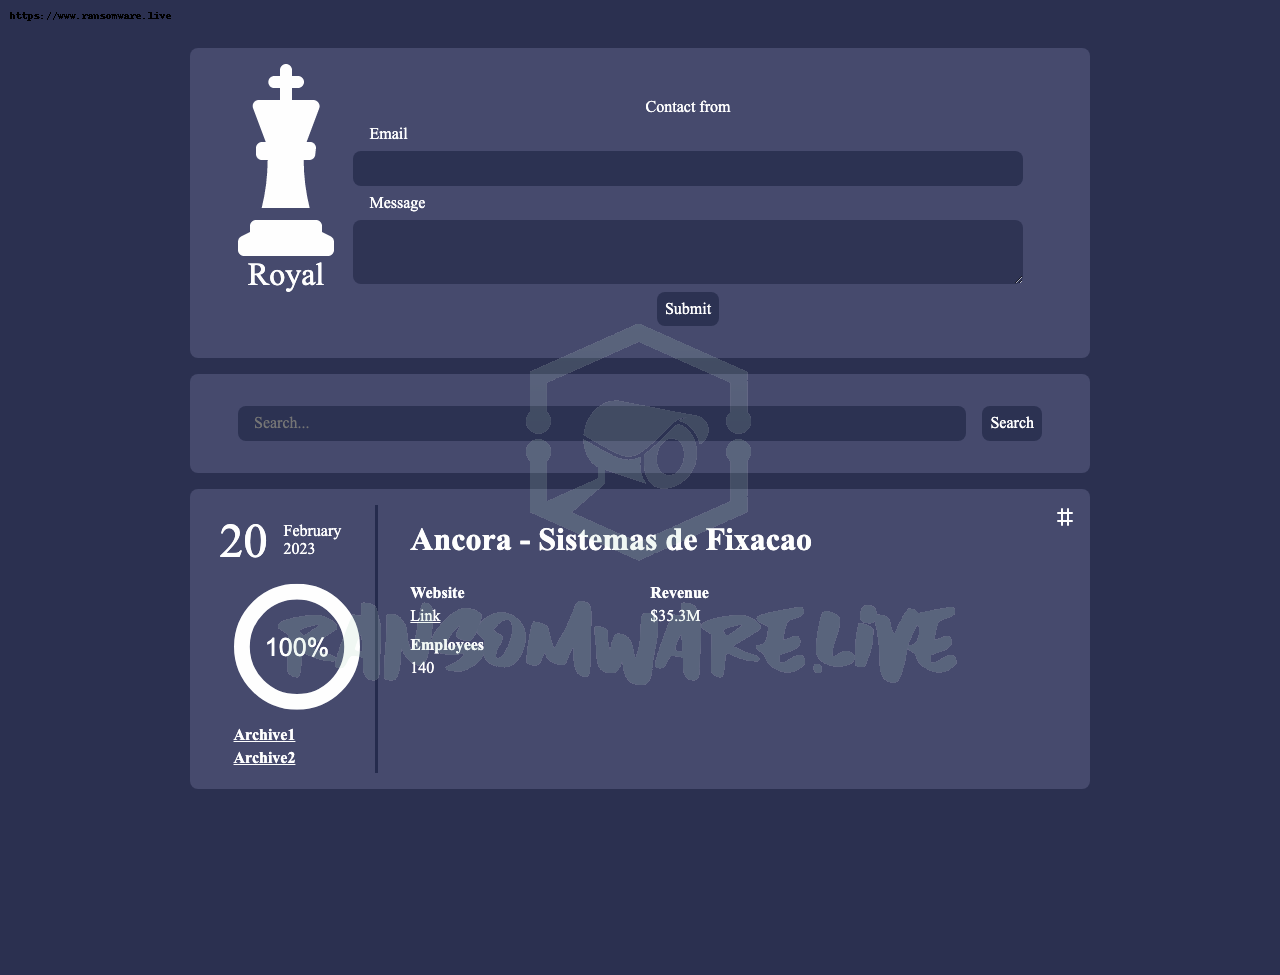 https://www.ransomware.live
Contact from
Email
Message
Royal
Submit
Search...
Search
20
February
2023
Ancora - Sistemas de Fixacao
#
Website
Revenue
Link
$35.3M
100%
Employees
140
RANSOMWARE.LIVE
Archive1
Archive2